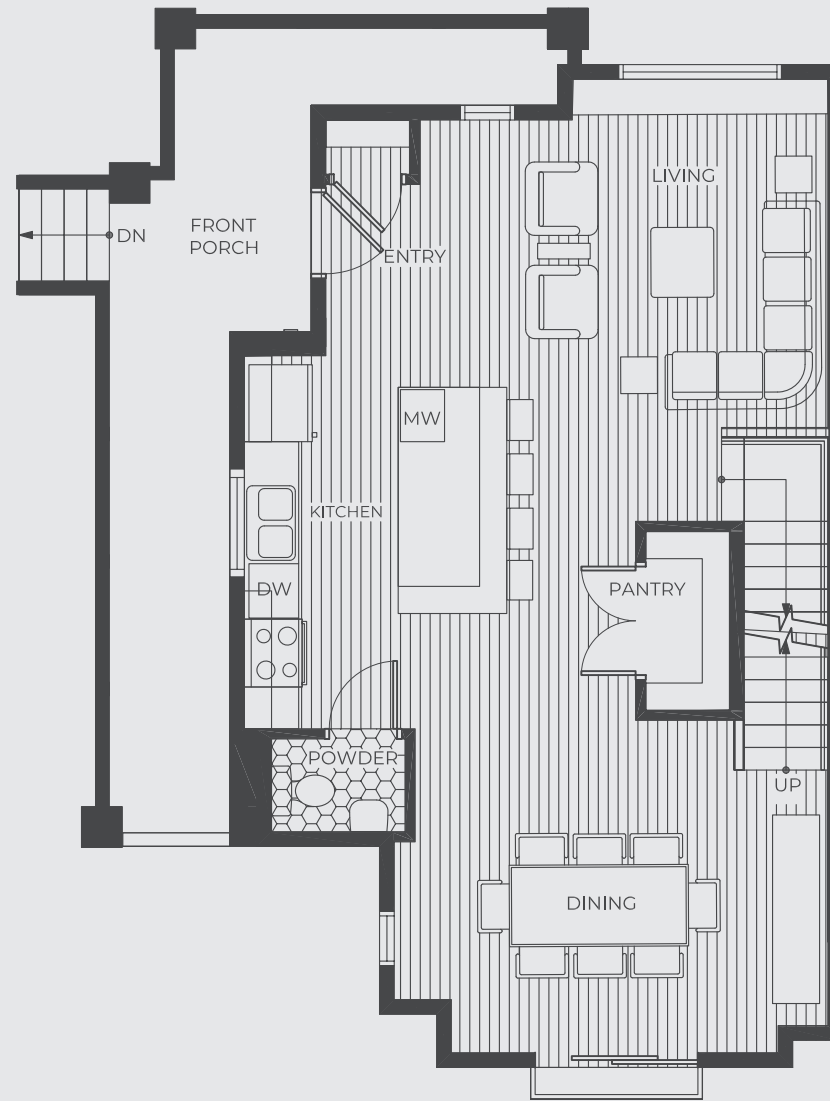 LIVING
FRONT
PORCH
DN
ENTRY
MW
KITCHEN
DW
PANTRY
POWDER
UP
DINING